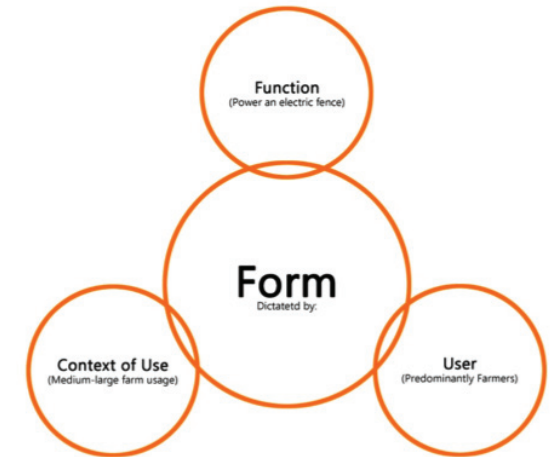 Function
(Power an electric fence)
Form
Dictatetd by:
Context of Use
(Medium-large farm usage)
User
(Predominantly Farmers)